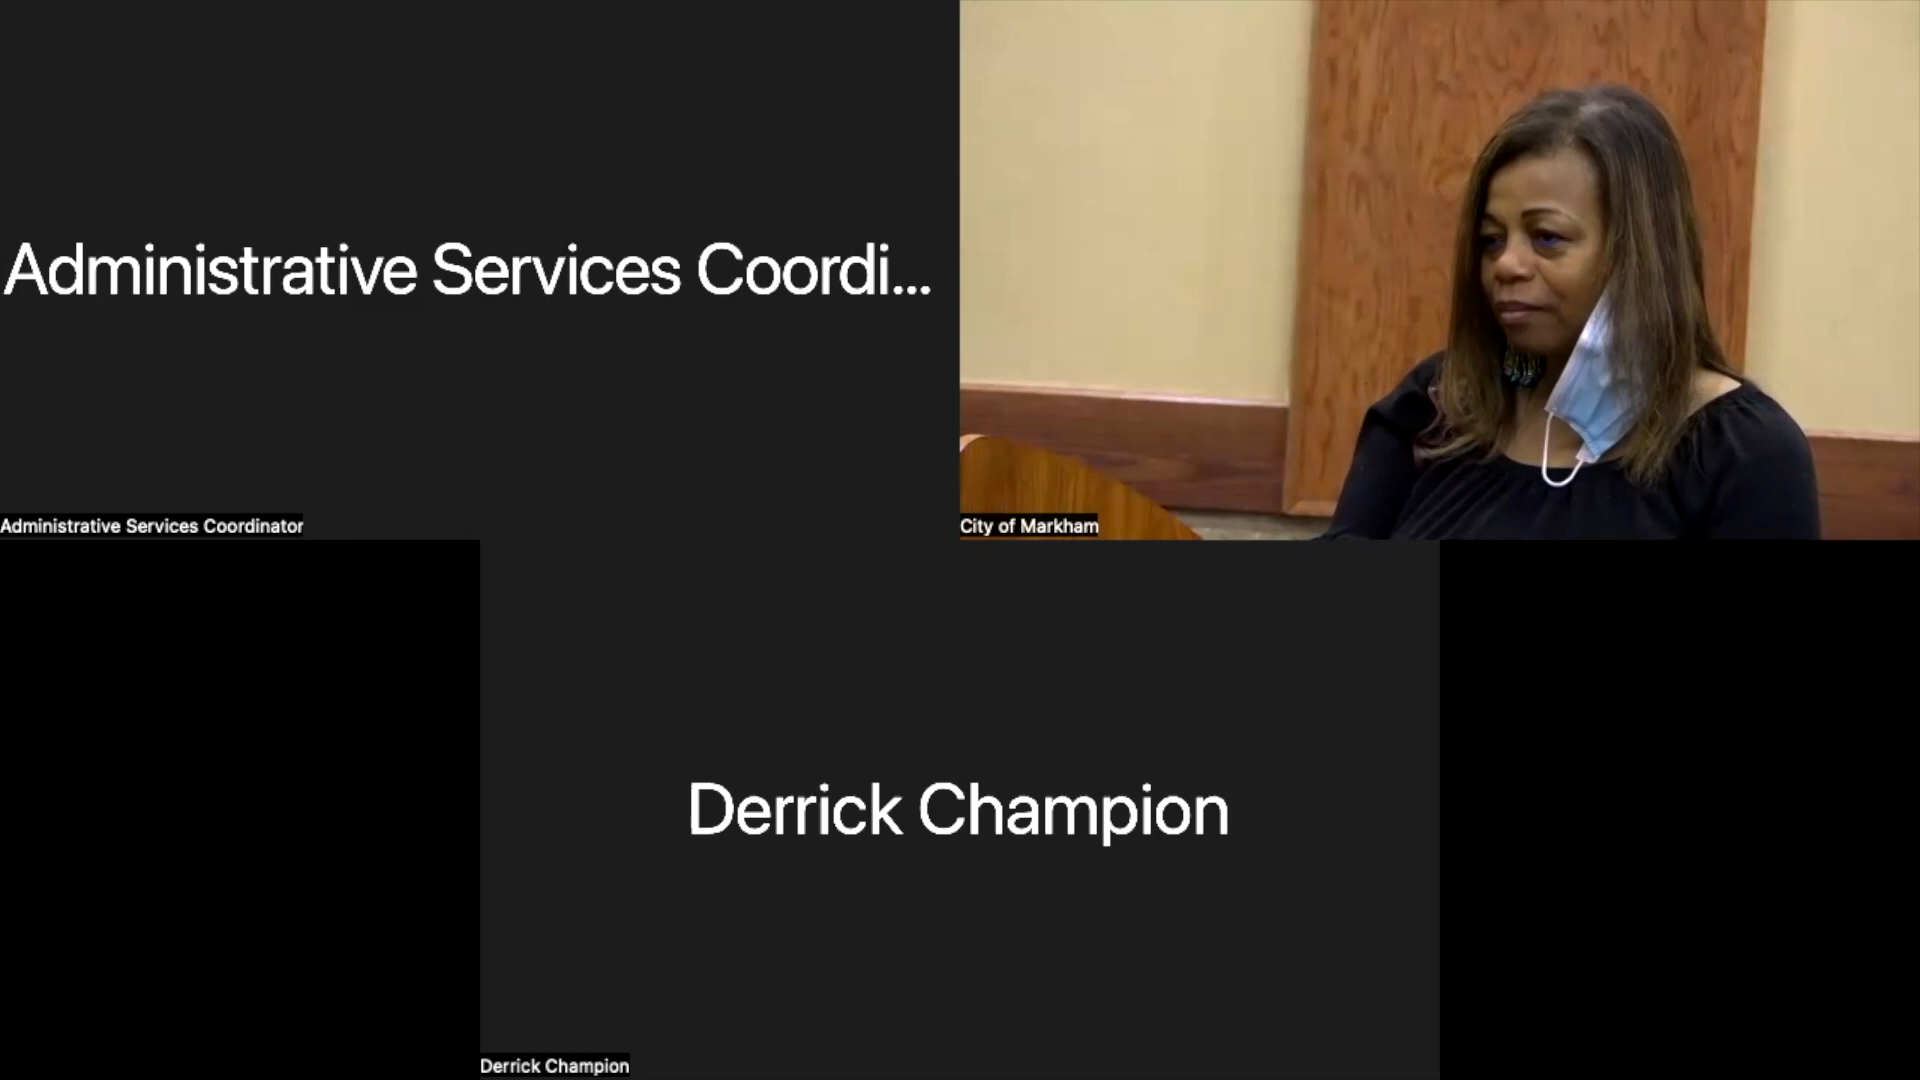 Administrative Services Coordi...
Administrative Services Coordinator
City of Markham
Derrick Champion
Derrick Champion